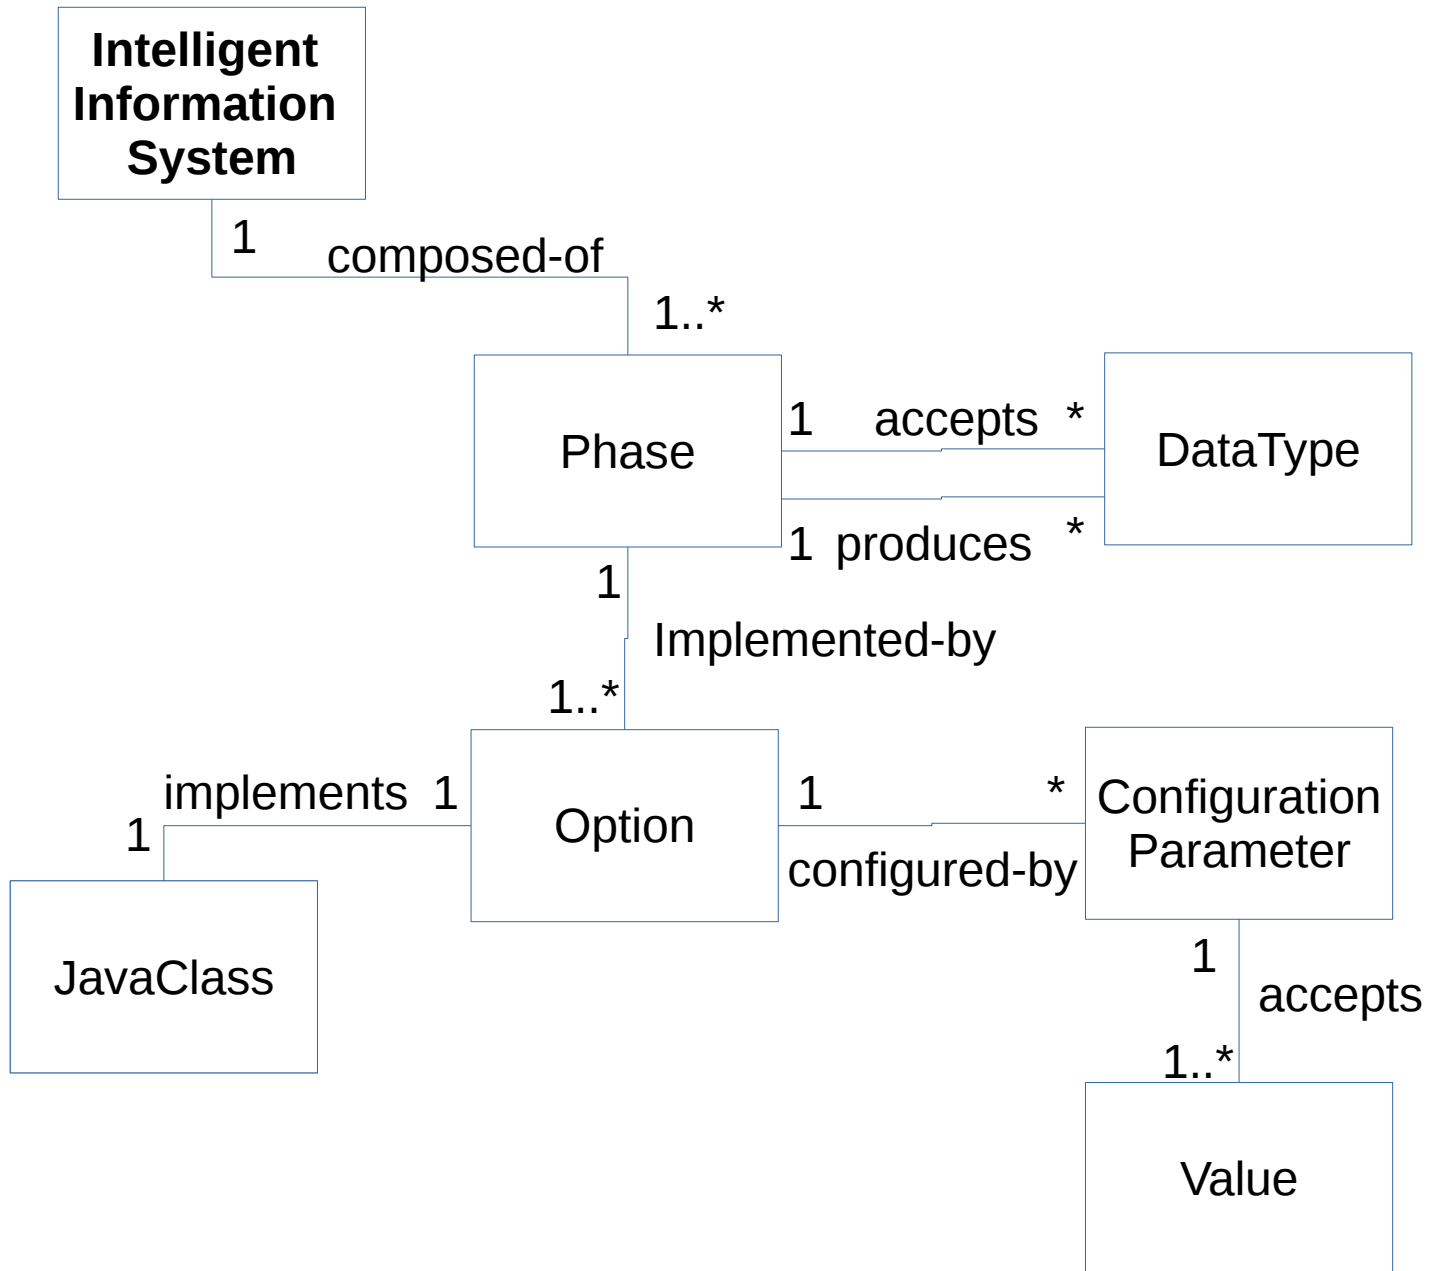 Intelligent
Information
System
1
composed-of
1..*
Phase
1 accepts *
DataType
1 produces *
1
Implemented-by
1..*
implements 1
1
Option
1 *
configured-by
Configuration
Parameter
JavaClass
1
accepts
1..*
Value